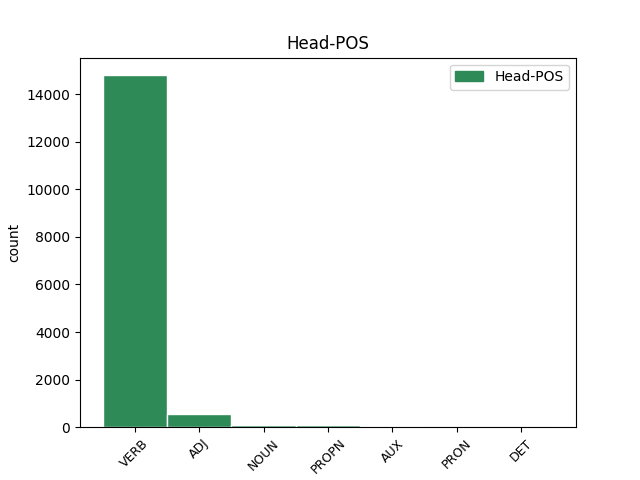 Head-POS
Head-POS
14000
12000
10000
8000
6000
4000
2000
0
count
VERB
ADJ
NOUN
PROPN
AUX
PRON
DET